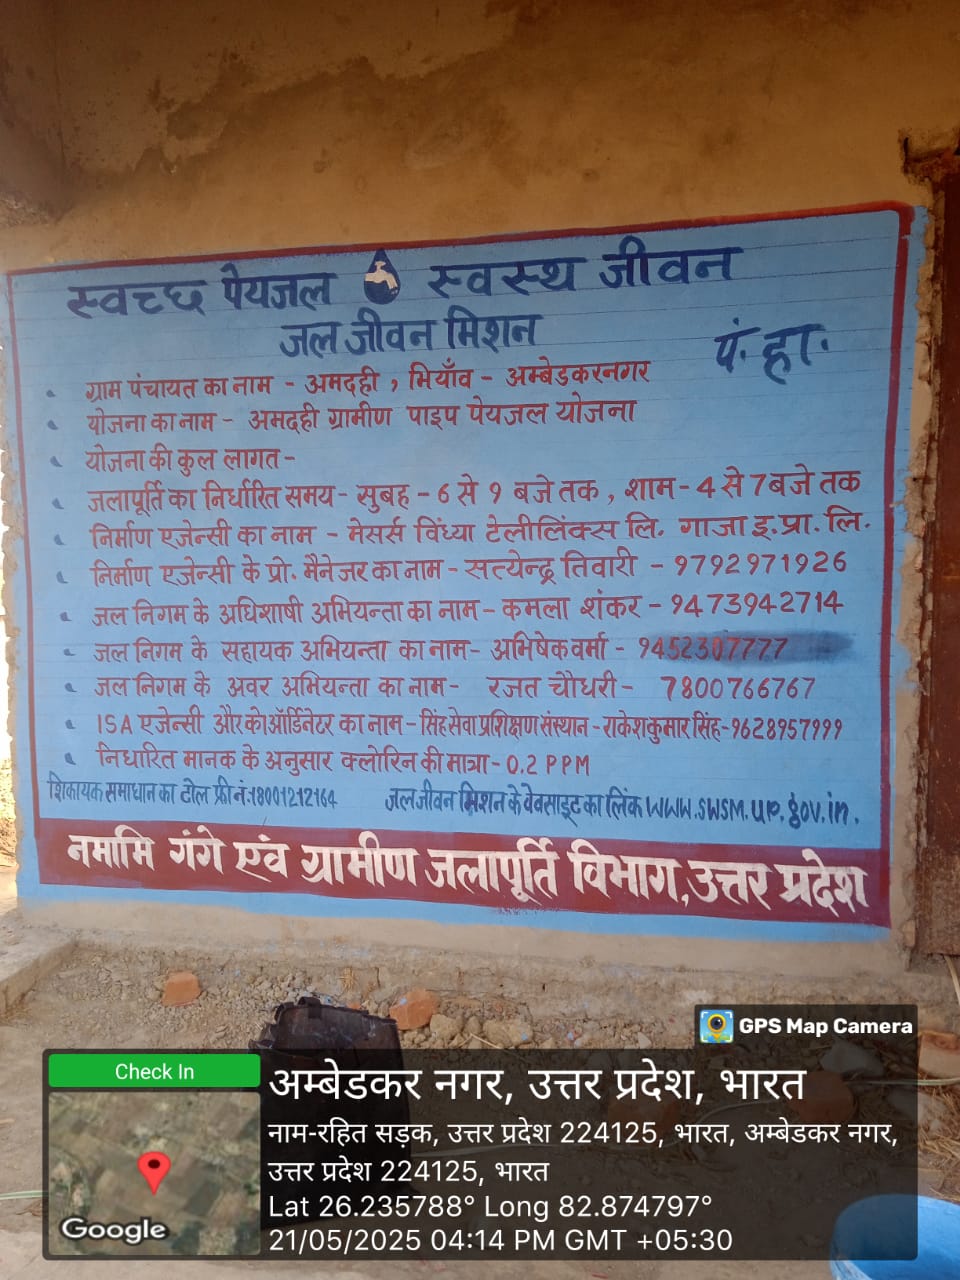 स्वच्छ पेयजल स्वस्थ जीवन
जल जीवन मिशन
पं. हा.
ग्राम पंचायत का नाम - अमदही , भियाँव - अम्बेडकरनगर
योजना का नाम - अमदही ग्रामीण पाइप पेयजल योजना
योजना की कुल लागत -
जलापूर्ति का निर्धारित समय - सुबह - 6 से 9 बजे तक , शाम - 4 से 7 बजे तक
निर्माण एजेन्सी का नाम - मेसर्स विंध्या टेलीलिंक्स लि. गाजा इ. प्रा. लि.
निर्माण एजेन्सी के प्रो. मैनेजर का नाम - सत्येन्द्र तिवारी - 9792971926
जल निगम के अधिशाषी अभियन्ता का नाम - कमला शंकर - 9473942714
जल निगम के सहायक अभियन्ता का नाम - अभिषेक वर्मा - 9452307777
जल निगम के अवर अभियन्ता का नाम - रजत चौधरी - 7800766767
ISA एजेन्सी और कोऑर्डिनेटर का नाम - सिंह सेवा प्रशिक्षण संस्थान - राकेश कुमार सिंह - 9628957999
निधारित मानक के अनुसार क्लोरिन की मात्रा - 0.2 PPM
शिकायक समाधान का टोल फ्री नं. : 18001212164 जल जीवन मिशन के वेवसाइट का लिंक www.swsm.up.gov.in.
नमामि गंगे एवं ग्रामीण जलापूर्ति विभाग, उत्तर प्रदेश
GPS Map Camera
Check In
अम्बेडकर नगर, उत्तर प्रदेश, भारत
नाम-रहित सड़क, उत्तर प्रदेश 224125, भारत, अम्बेडकर नगर,
उत्तर प्रदेश 224125, भारत
Lat 26.235788° Long 82.874797°
21/05/2025 04:14 PM GMT +05:30
Google